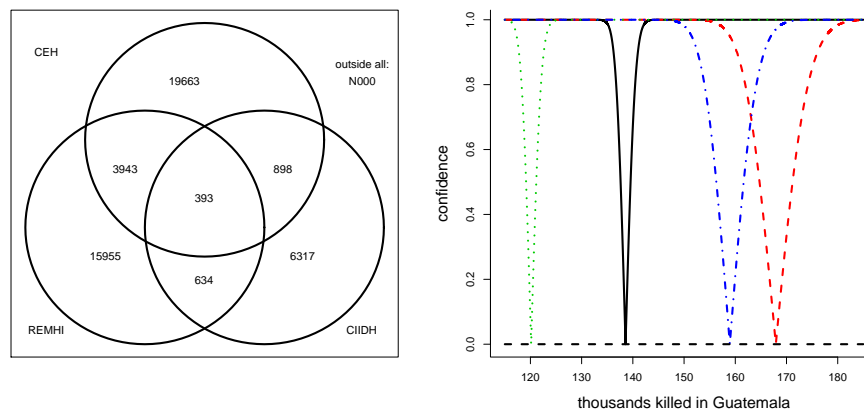 CEH
outside all:
N000
19663
3943
898
393
15955
634
6317
REMHI
CIIDH
confidence
1.0
0.8
0.6
0.4
0.2
0.0
120 130 140 150 160 170 180
thousands killed in Guatemala